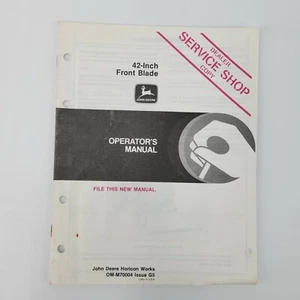 42-Inch
Front Blade
DEALER
SERVICE SHOP
COPY
JOHN DEERE
OPERATOR'S
MANUAL
FILE THIS NEW MANUAL.
John Deere Horicon Works
OM-M70004 Issue G5